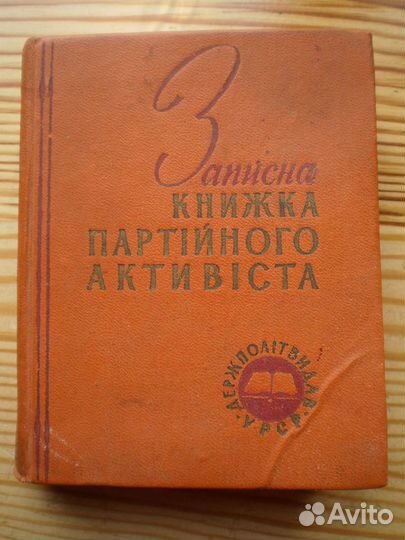 Записна
КНИЖКА
ПАРТІЙНОГО
АКТИВІСТА
ДЕРЖПОЛІТВИДАВ
УРСР
Avito